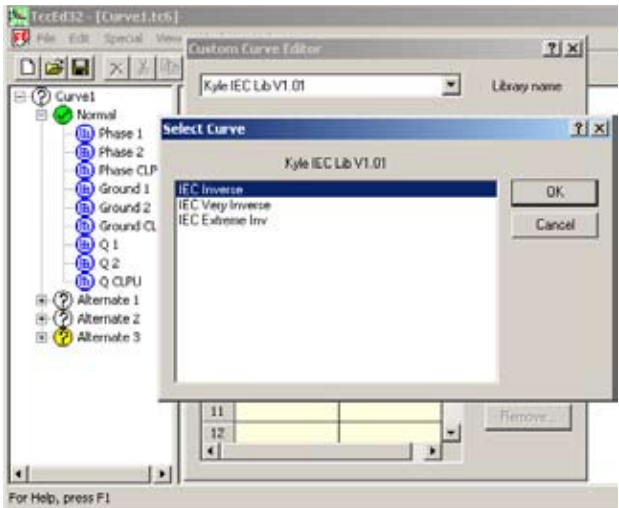 TccEd32 - [Curve1.tc6]
File Edit Special View
Custom Curve Editor
Kyle IEC Lib V1.01
Library name
Curve1
Normal
Phase 1
Phase 2
Phase CLP
Ground 1
Ground 2
Ground CL
Q 1
Q 2
Q CLPU
Alternate 1
Alternate 2
Alternate 3
Select Curve
Kyle IEC Lib V1.01
IEC Inverse
IEC Very Inverse
IEC Extreme Inv
OK
Cancel
11
12
Remove...
For Help, press F1